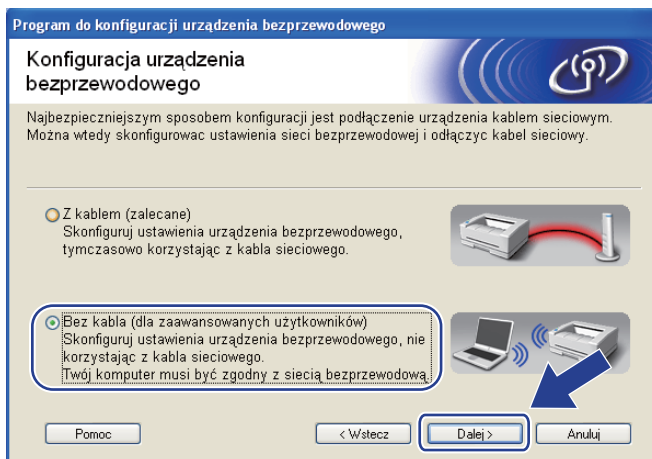 Program do konfiguracji urządzenia bezprzewodowego
Konfiguracja urządzenia
bezprzewodowego
Najbezpieczniejszym sposobem konfiguracji jest podłączenie urządzenia kablem sieciowym.
Można wtedy skonfigurowac ustawienia sieci bezprzewodowej i odłączyc kabel sieciowy.
Z kablem (zalecane)
Skonfiguruj ustawienia urządzenia bezprzewodowego,
tymczasowo korzystając z kabla sieciowego.
Bez kabla (dla zaawansowanych użytkowników)
Skonfiguruj ustawienia urządzenia bezprzewodowego, nie
korzystając z kabla sieciowego.
Twój komputer musi być zgodny z siecią bezprzewodową.
Pomoc
< Wstecz
Dalej >
Anuluj